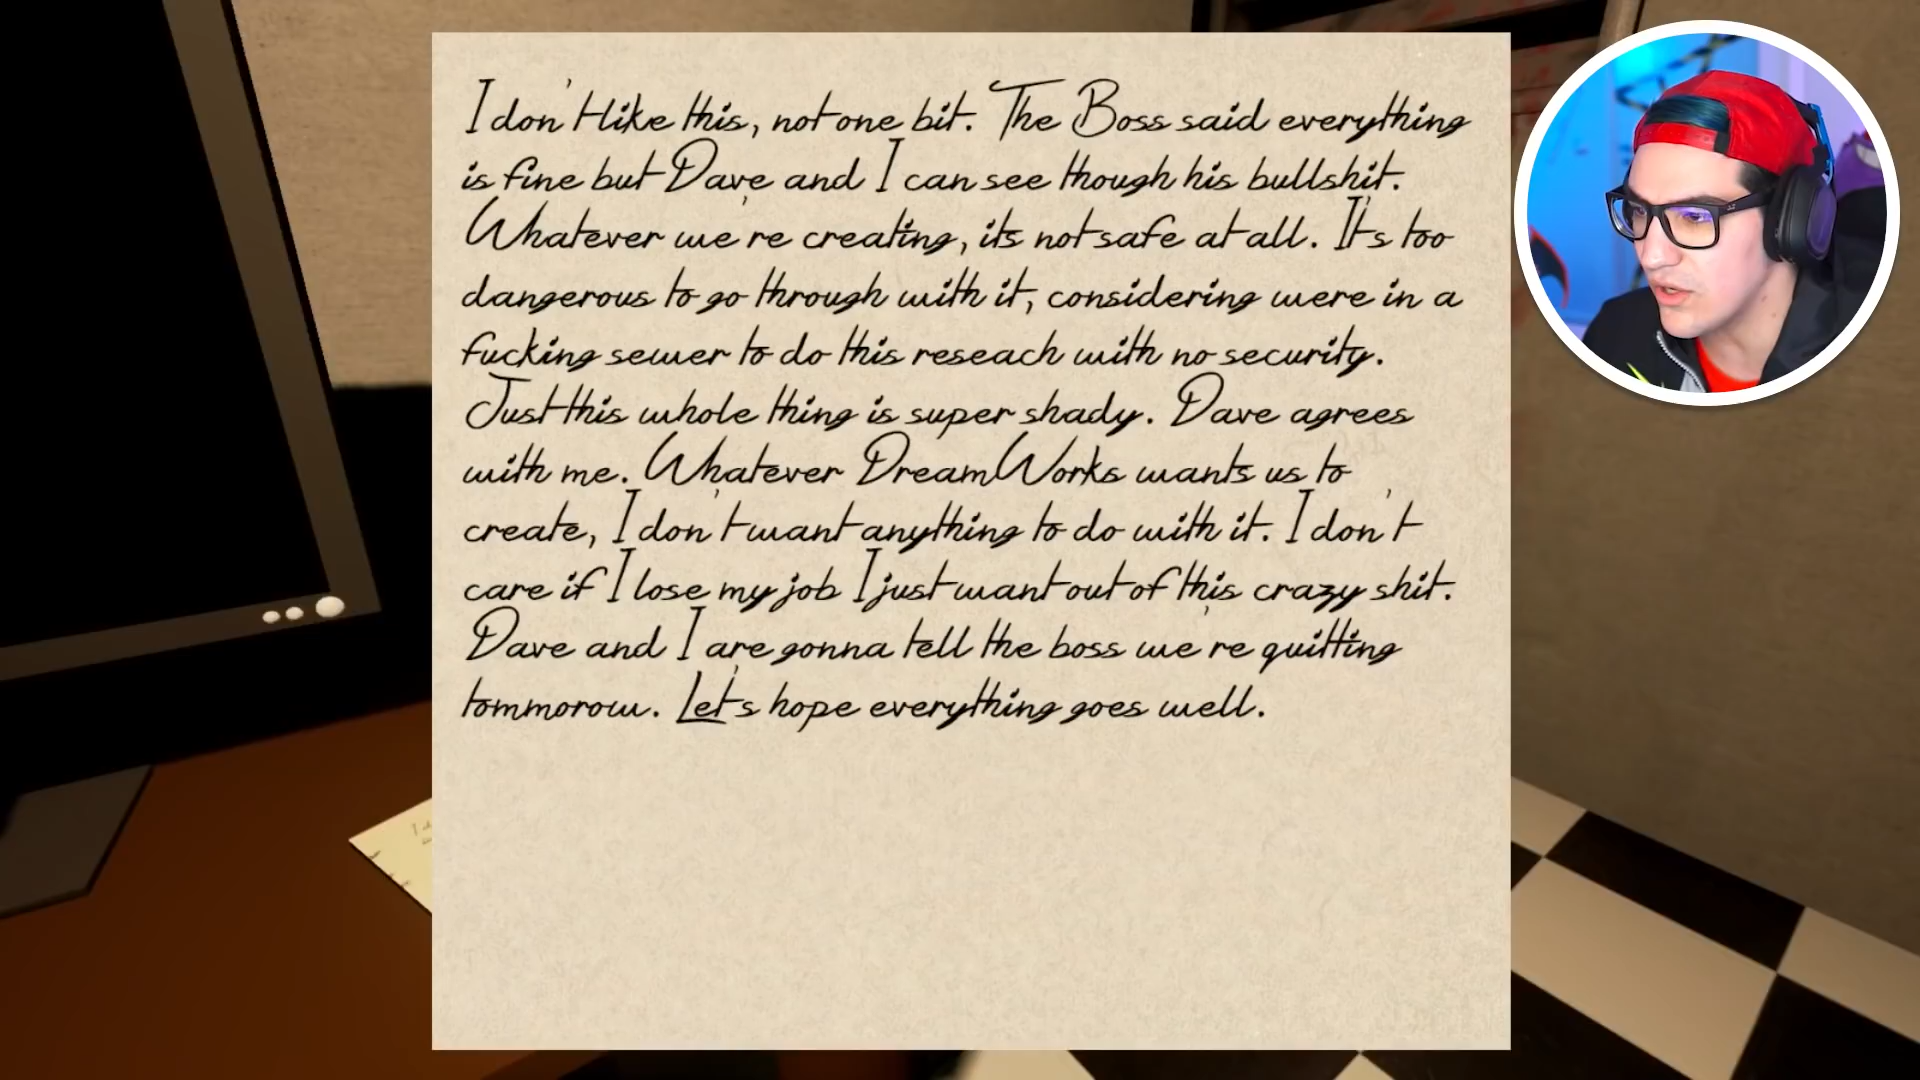 I don't like this, not one bit. The Boss said everything
is fine but Dave and I can see though his bullshit.
Whatever we're creating, its not safe at all. It's too
dangerous to go through with it, considering were in a
fucking sewer to do this reseach with no security.
Just this whole thing is super shady. Dave agrees
with me. Whatever DreamWorks wants us to
create, I don't want anything to do with it. I don't
care if I lose my job I just want out of this crazy shit.
Dave and I are gonna tell the boss we're quitting
tommorow. Let's hope everything goes well.